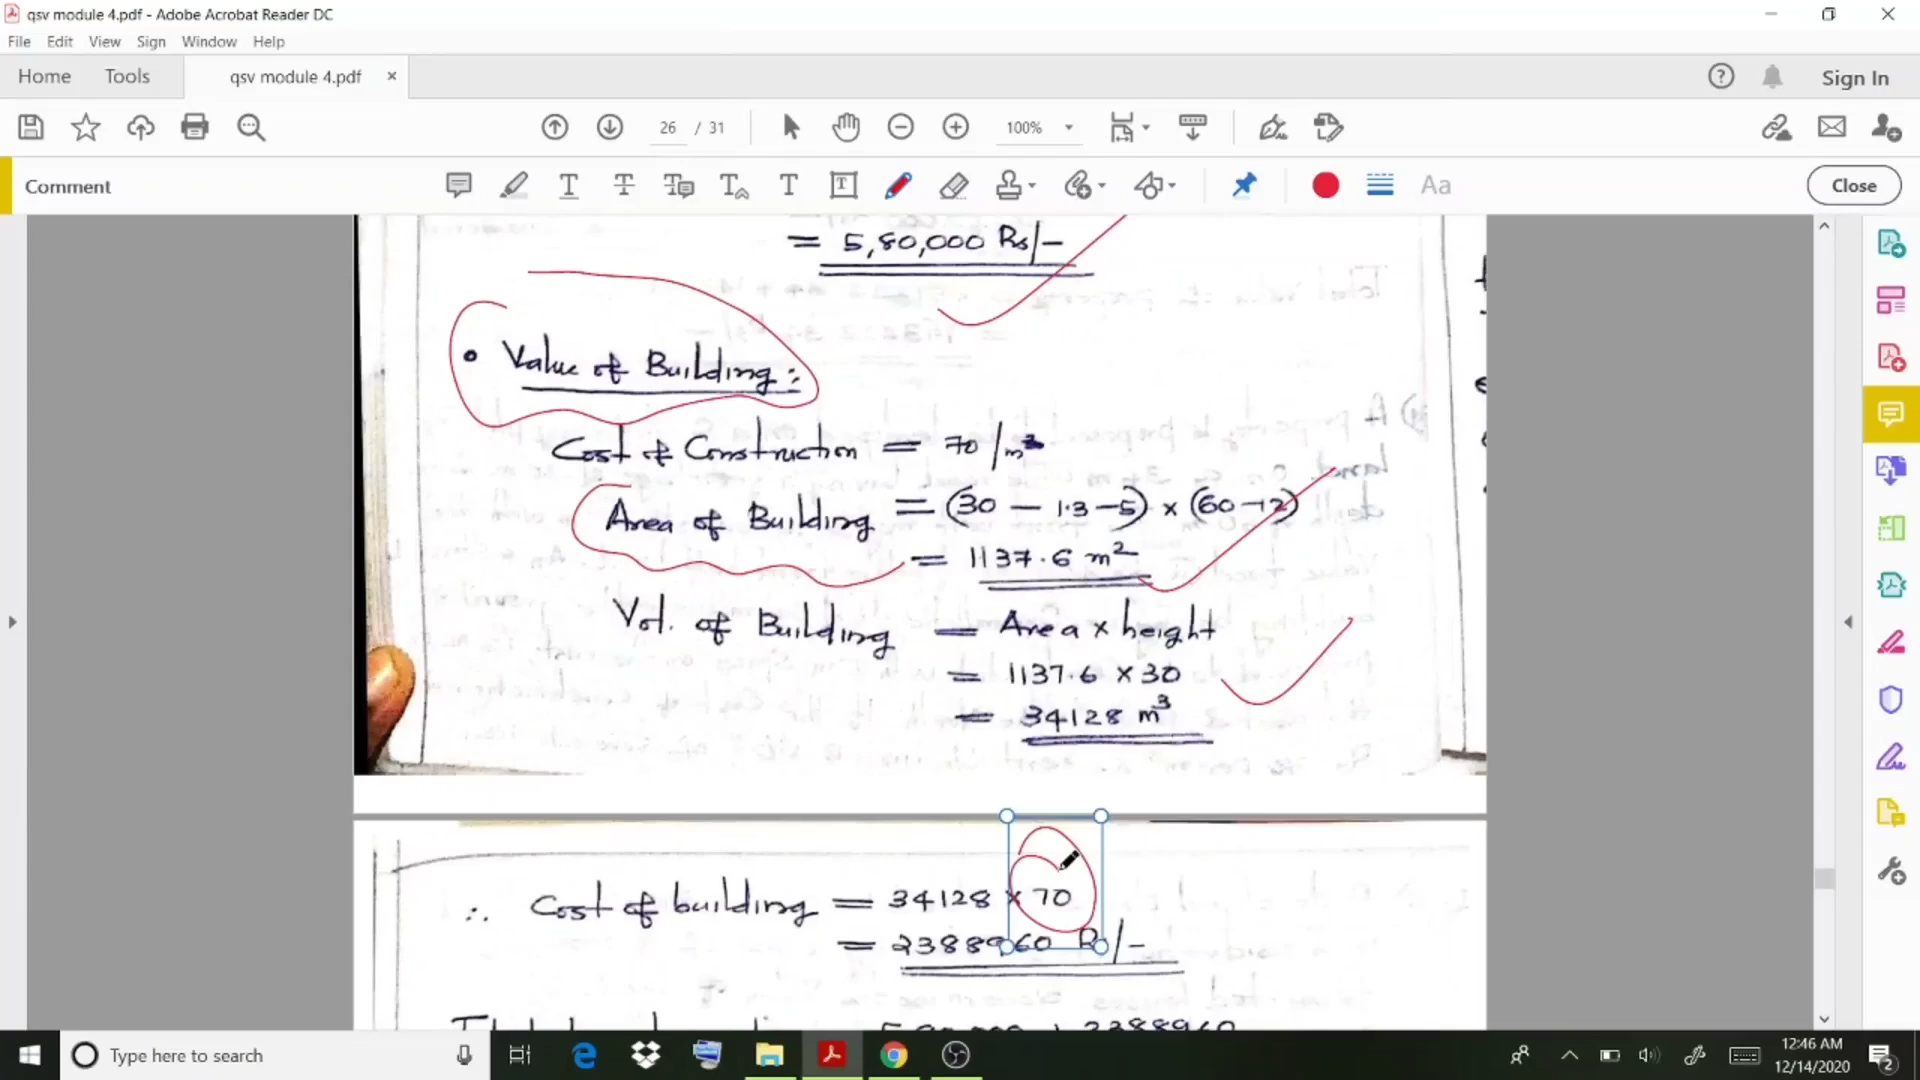 qsv module 4.pdf - Adobe Acrobat Reader DC
File Edit View Sign Window Help
Home Tools qsv module 4.pdf × Sign In
26 / 31 100%
Comment Aa Close
= 5,80,000 Rs/-
• Value of Building :
Cost of Construction = 70/m³
Area of Building = (30 - 1.3 - 5) × (60 - 12)
= 1137.6 m²
Vol. of Building = Area × height
= 1137.6 × 30
= 34128 m³
∴ Cost of building = 34128 × 70
= 2388960 Rs/-
Type here to search
12:46 AM
12/14/2020
2